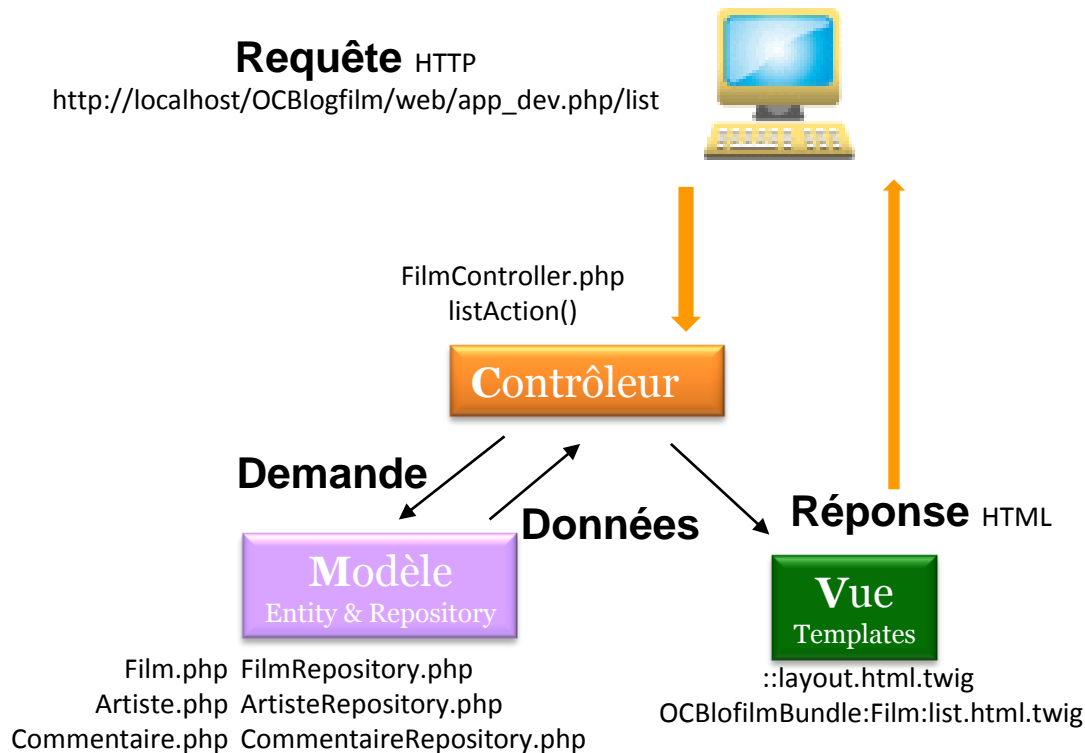 Requête HTTP
http://localhost/OCBlogfilm/web/app_dev.php/list
FilmController.php
listAction()
Contrôleur
Demande
Données
Réponse HTML
Modèle
Entity & Repository
Vue
Templates
Film.php FilmRepository.php
Artiste.php ArtisteRepository.php
Commentaire.php CommentaireRepository.php
::layout.html.twig
OCBlofilmBundle:Film:list.html.twig